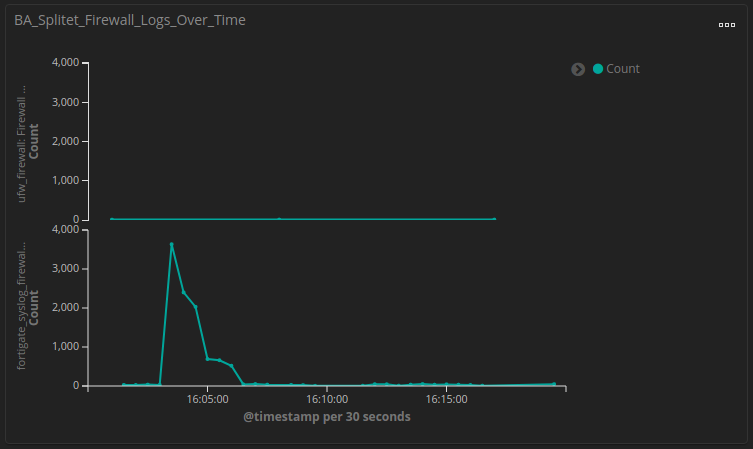 BA_Splitet_Firewall_Logs_Over_Time
Count
4,000
3,000
2,000
1,000
0
ufw_firewall: Firewall ...
Count
4,000
3,000
2,000
1,000
0
fortigate_syslog_firewal...
Count
16:05:00
16:10:00
16:15:00
@timestamp per 30 seconds